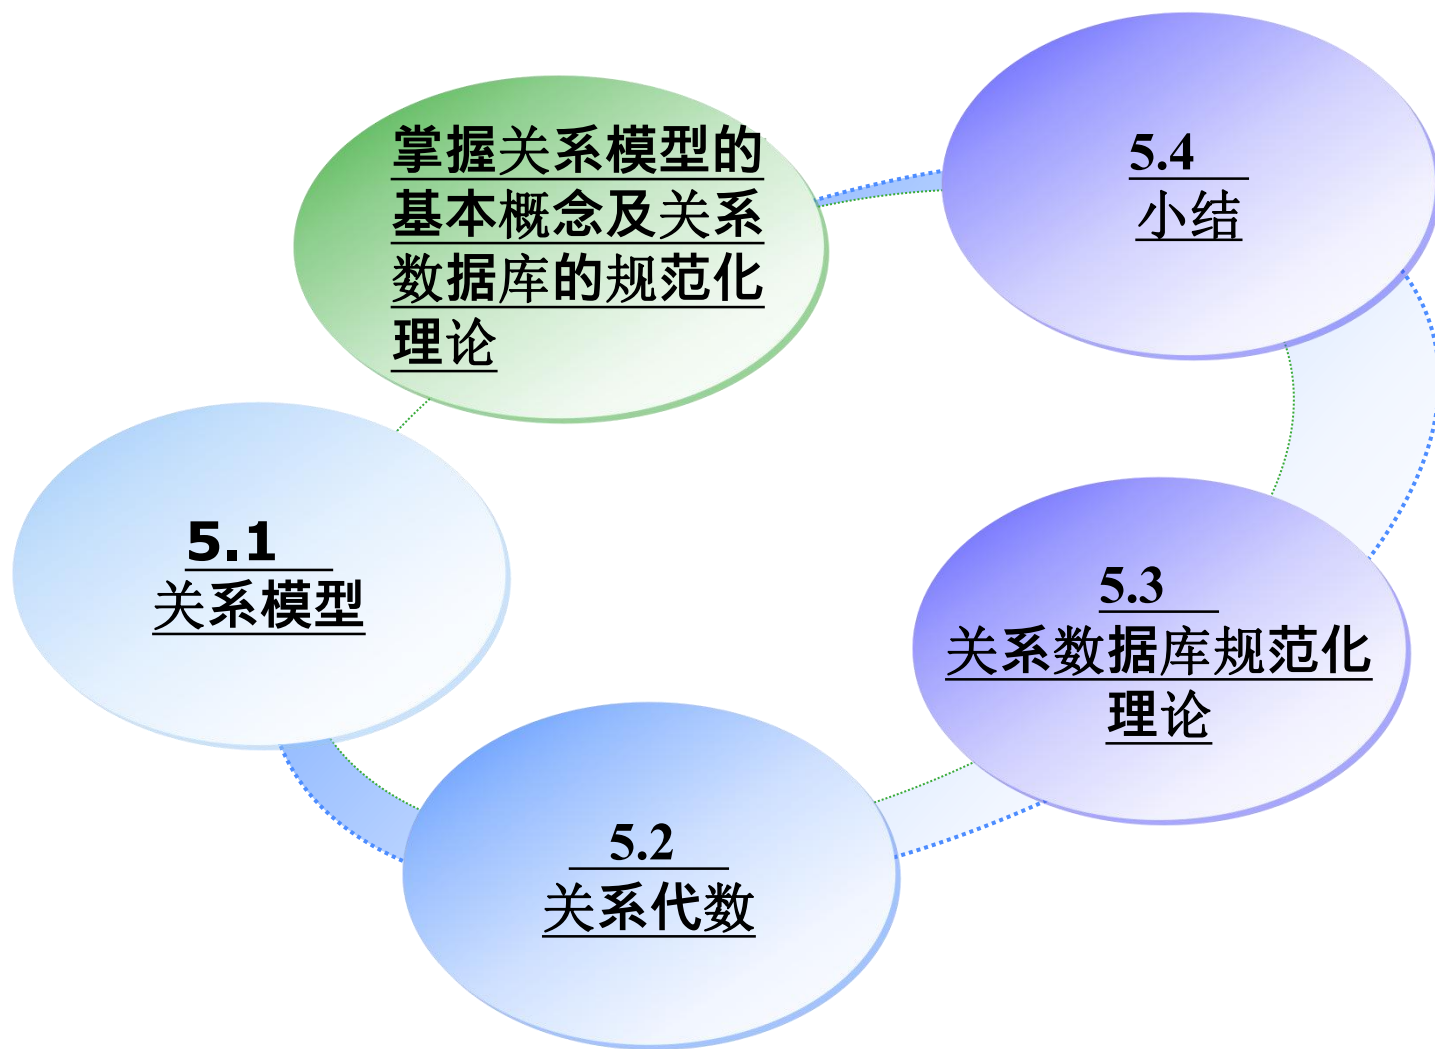 掌握关系模型的
基本概念及关系
数据库的规范化
理论
5.4
小结
5.1
关系模型
5.3
关系数据库规范化
理论
5.2
关系代数